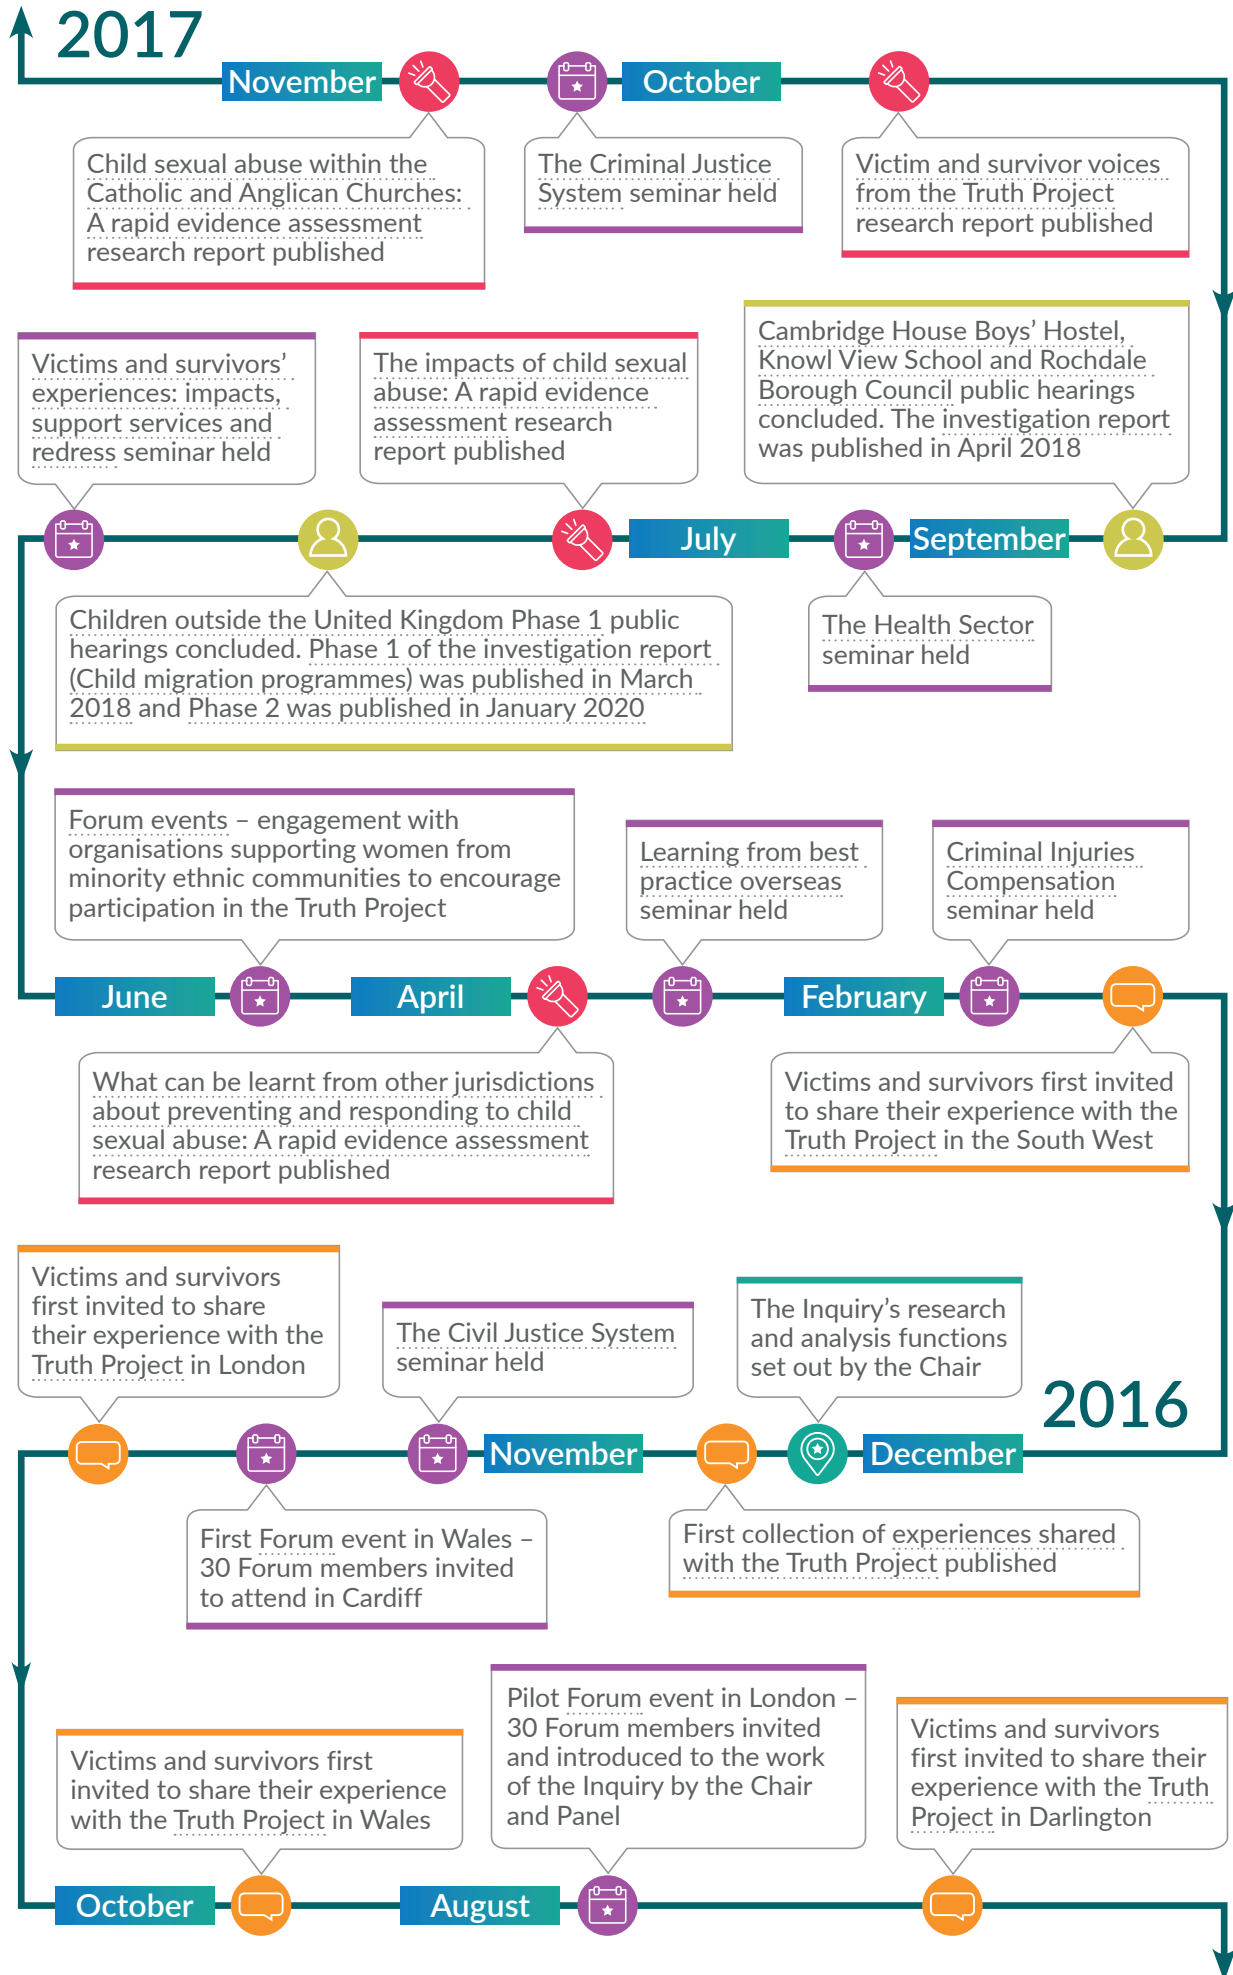 2017
November
October
Child sexual abuse within the
Catholic and Anglican Churches:
A rapid evidence assessment
research report published
The Criminal Justice
System seminar held
Victim and survivor voices
from the Truth Project
research report published
Victims and survivors’
experiences: impacts,
support services and
redress seminar held
The impacts of child sexual
abuse: A rapid evidence
assessment research
report published
Cambridge House Boys’ Hostel,
Knowl View School and Rochdale
Borough Council public hearings
concluded. The investigation report
was published in April 2018
July
September
Children outside the United Kingdom Phase 1 public
hearings concluded. Phase 1 of the investigation report
(Child migration programmes) was published in March
2018 and Phase 2 was published in January 2020
The Health Sector
seminar held
Forum events – engagement with
organisations supporting women from
minority ethnic communities to encourage
participation in the Truth Project
Learning from best
practice overseas
seminar held
Criminal Injuries
Compensation
seminar held
June
April
February
What can be learnt from other jurisdictions
about preventing and responding to child
sexual abuse: A rapid evidence assessment
research report published
Victims and survivors first invited
to share their experience with the
Truth Project in the South West
Victims and survivors
first invited to share
their experience with the
Truth Project in London
The Civil Justice System
seminar held
The Inquiry’s research
and analysis functions
set out by the Chair
2016
November
December
First Forum event in Wales –
30 Forum members invited
to attend in Cardiff
First collection of experiences shared
with the Truth Project published
Victims and survivors first
invited to share their experience
with the Truth Project in Wales
Pilot Forum event in London –
30 Forum members invited
and introduced to the work
of the Inquiry by the Chair
and Panel
Victims and survivors
first invited to share their
experience with the Truth
Project in Darlington
October
August